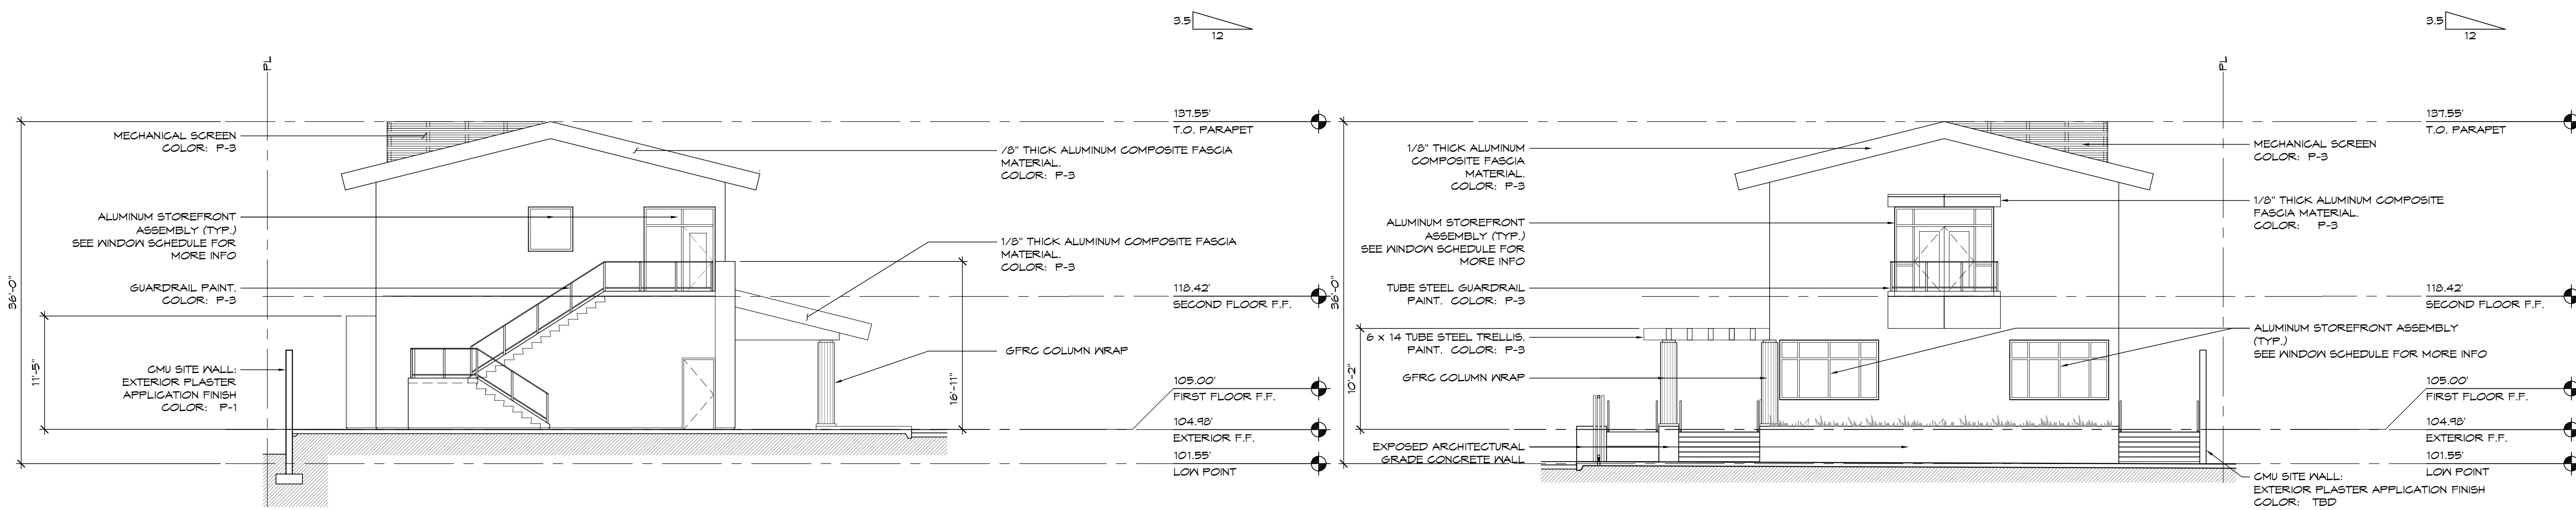 3.5
12
PL
137.55'
T.O. PARAPET
MECHANICAL SCREEN
COLOR: P-3
/8" THICK ALUMINUM COMPOSITE FASCIA
MATERIAL.
COLOR: P-3
ALUMINUM STOREFRONT
ASSEMBLY (TYP.)
SEE WINDOW SCHEDULE FOR
MORE INFO
1/8" THICK ALUMINUM COMPOSITE FASCIA
MATERIAL.
COLOR: P-3
GUARDRAIL PAINT.
COLOR: P-3
118.42'
SECOND FLOOR F.F.
36'-0"
11'-5"
16'-11"
GFRC COLUMN WRAP
CMU SITE WALL:
EXTERIOR PLASTER
APPLICATION FINISH
COLOR: P-1
105.00'
FIRST FLOOR F.F.
104.98'
EXTERIOR F.F.
101.55'
LOW POINT
3.5
12
PL
137.55'
T.O. PARAPET
1/8" THICK ALUMINUM
COMPOSITE FASCIA
MATERIAL.
COLOR: P-3
MECHANICAL SCREEN
COLOR: P-3
1/8" THICK ALUMINUM COMPOSITE
FASCIA MATERIAL.
COLOR: P-3
ALUMINUM STOREFRONT
ASSEMBLY (TYP.)
SEE WINDOW SCHEDULE FOR
MORE INFO
TUBE STEEL GUARDRAIL
PAINT. COLOR: P-3
118.42'
SECOND FLOOR F.F.
36'-0"
10'-2"
6 x 14 TUBE STEEL TRELLIS.
PAINT. COLOR: P-3
ALUMINUM STOREFRONT ASSEMBLY
(TYP.)
SEE WINDOW SCHEDULE FOR MORE INFO
GFRC COLUMN WRAP
105.00'
FIRST FLOOR F.F.
104.98'
EXTERIOR F.F.
EXPOSED ARCHITECTURAL
GRADE CONCRETE WALL
101.55'
LOW POINT
CMU SITE WALL:
EXTERIOR PLASTER APPLICATION FINISH
COLOR: TBD